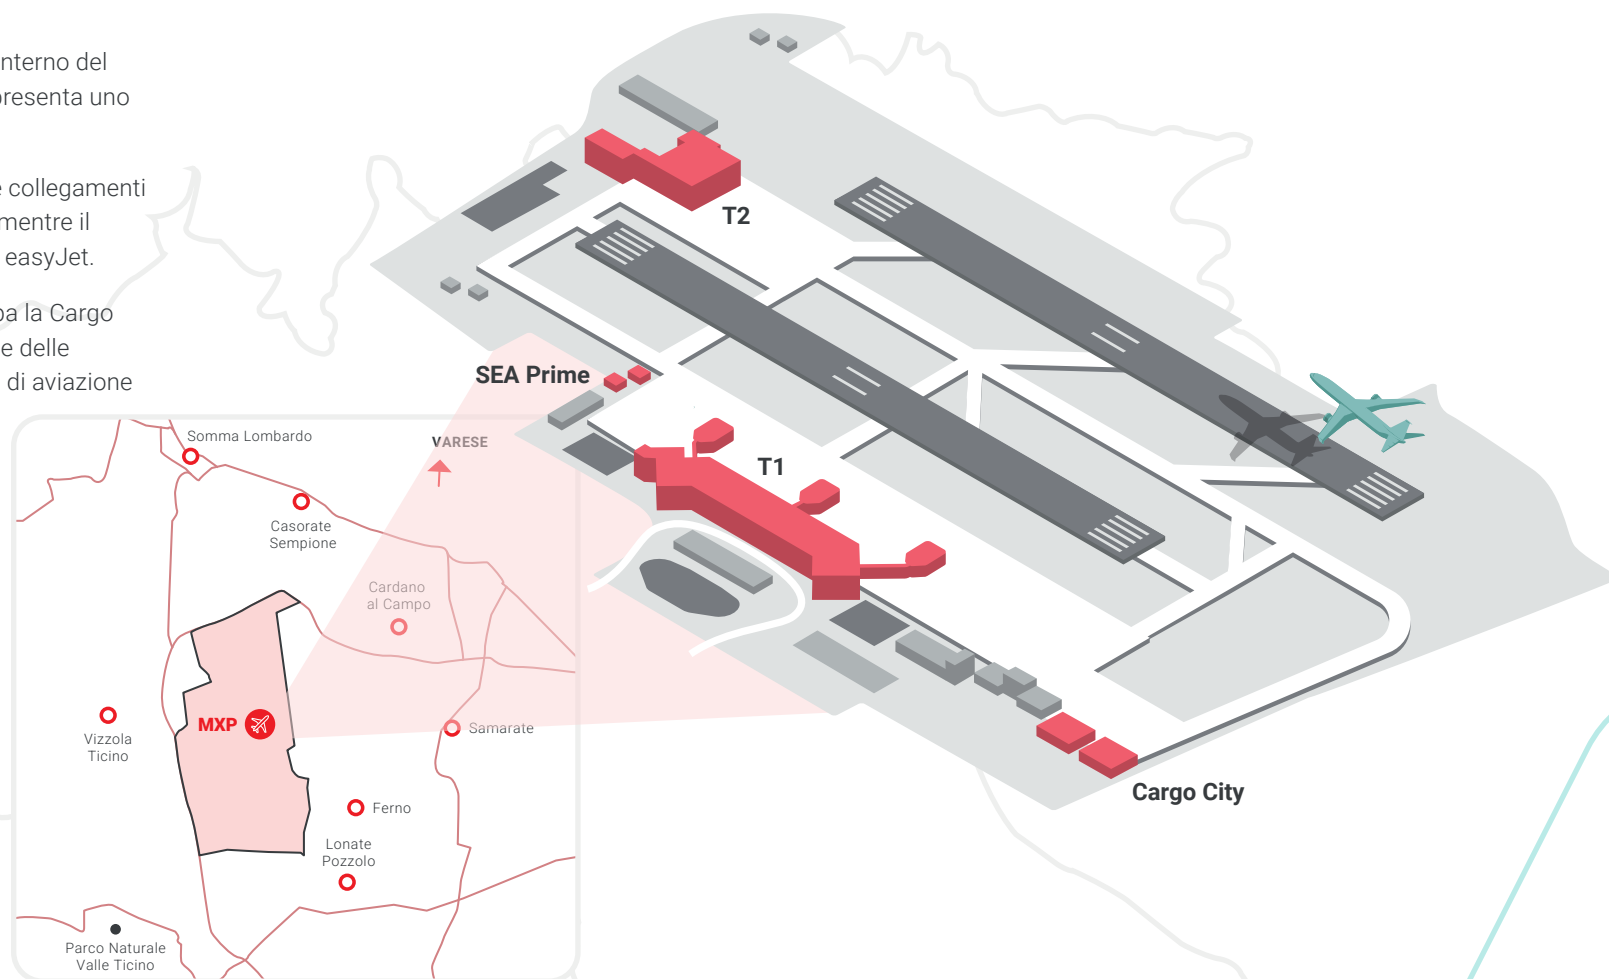 nterno del
presenta uno
e collegamenti
mentre il
easyJet.
pa la Cargo
e delle
di aviazione
T2
SEA Prime
T1
Cargo City
Somma Lombardo
VARESE
Casorate
Sempione
Cardano
al Campo
MXP
Vizzola
Ticino
Samarate
Ferno
Lonate
Pozzolo
Parco Naturale
Valle Ticino